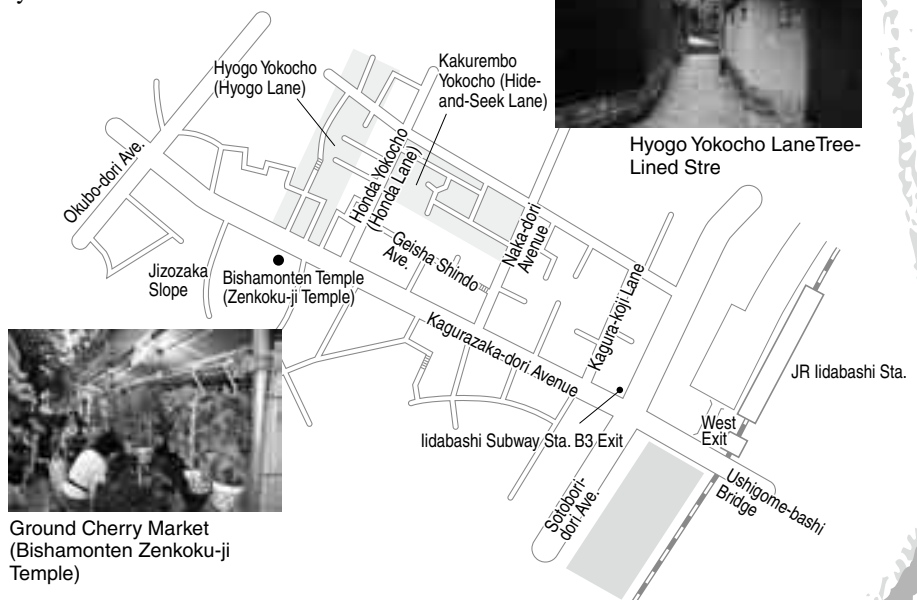 Hyogo Yokocho
(Hyogo Lane)
Kakurembo
Yokocho (Hide-
and-Seek Lane)
Hyogo Yokocho LaneTree-
Lined Stre
Okubo-dori Ave.
Honda Yokocho
(Honda Lane)
Naka-dori
Avenue
Geisha Shindo
Ave.
Jizozaka
Slope
Bishamonten Temple
(Zenkoku-ji Temple)
Kagura-koji Lane
Kagurazaka-dori Avenue
JR Iidabashi Sta.
West
Exit
Iidabashi Subway Sta. B3 Exit
Ushigome-bashi
Bridge
Sotobori-
dori Ave.
Ground Cherry Market
(Bishamonten Zenkoku-ji
Temple)